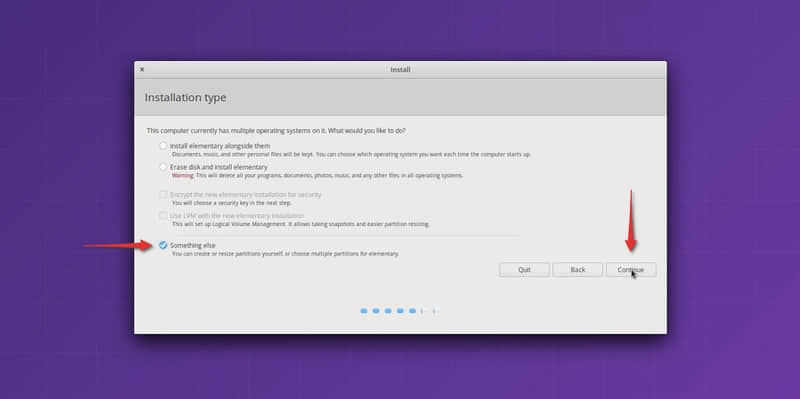 Install
Installation type
This computer currently has multiple operating systems on it. What would you like to do?
Install elementary alongside them
Documents, music, and other personal files will be kept. You can choose which operating system you want each time the computer starts up.
Erase disk and install elementary
Warning: This will delete all your programs, documents, photos, music, and any other files in all operating systems.
Encrypt the new elementary installation for security
You will choose a security key in the next step.
Use LVM with the new elementary installation
This will set up Logical Volume Management. It allows taking snapshots and easier partition resizing.
Something else
You can create or resize partitions yourself, or choose multiple partitions for elementary.
Quit
Back
Continue